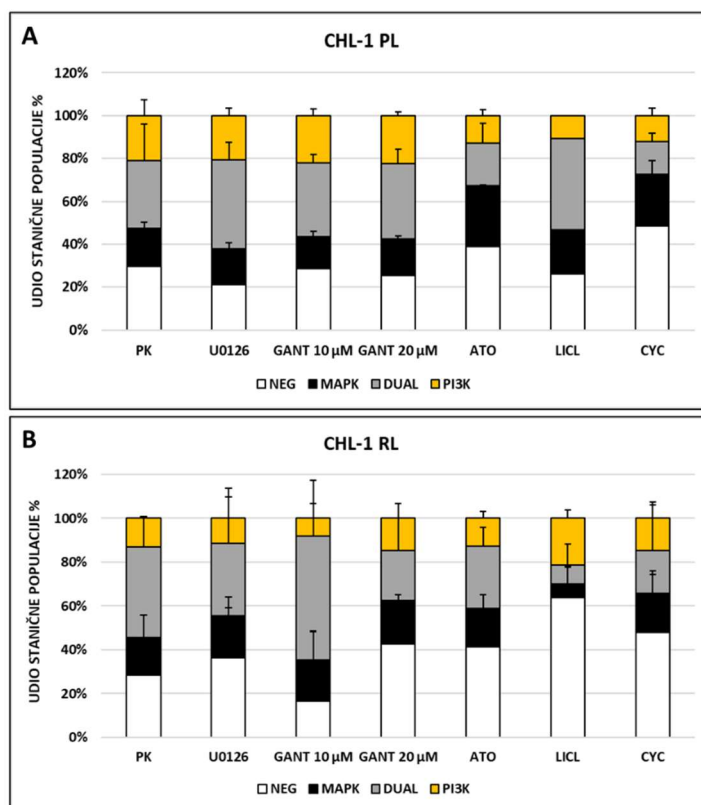 A
CHL-1 PL
UDIO STANIČNE POPULACIJE %
120%
100%
80%
60%
40%
20%
0%
PK U0126 GANT 10 µM GANT 20 µM ATO LICL CYC
NEG MAPK DUAL PI3K
B
CHL-1 RL
UDIO STANIČNE POPULACIJE %
120%
100%
80%
60%
40%
20%
0%
PK U0126 GANT 10 µM GANT 20 µM ATO LICL CYC
NEG MAPK DUAL PI3K